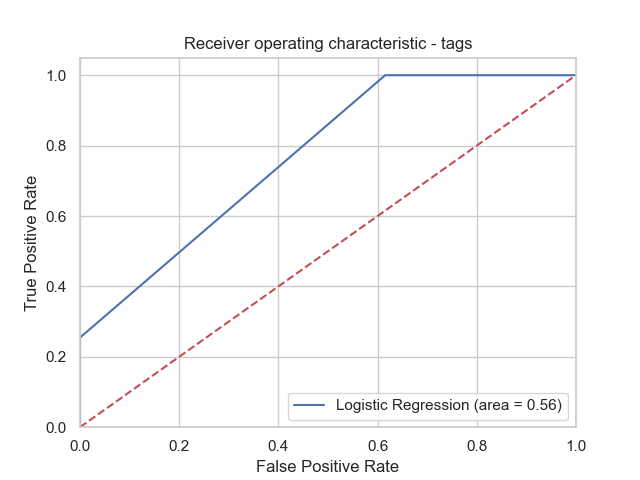 Receiver operating characteristic - tags
True Positive Rate
1.0
0.8
0.6
0.4
0.2
0.0
Logistic Regression (area = 0.56)
0.0 0.2 0.4 0.6 0.8 1.0
False Positive Rate